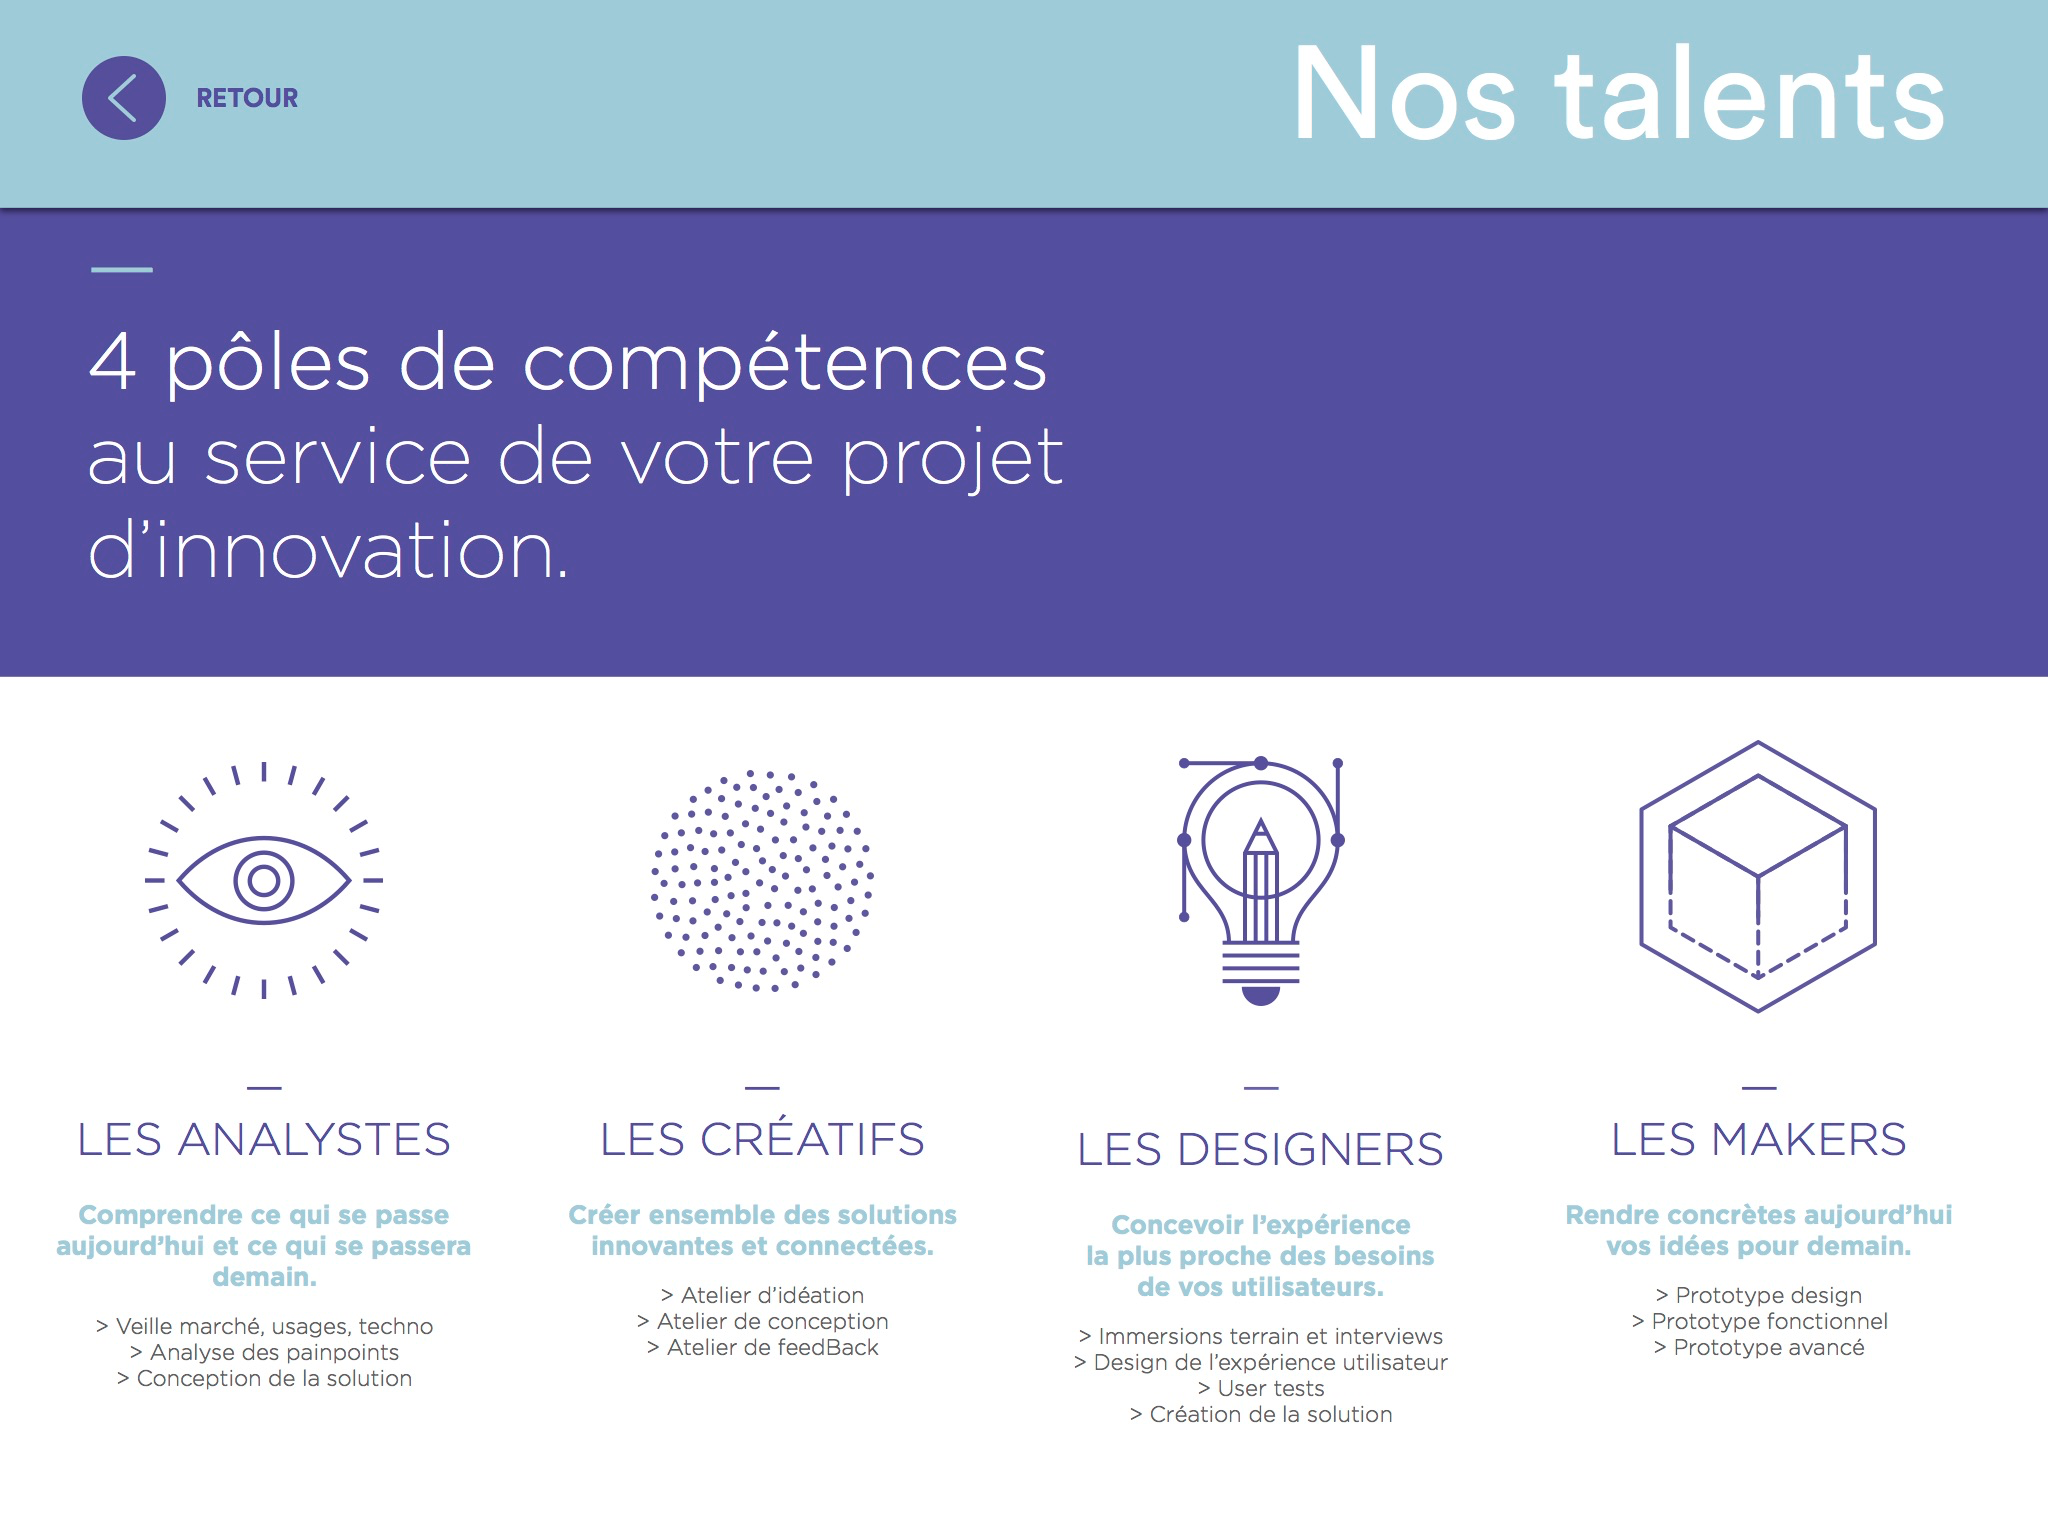 RETOUR
Nos talents
4 pôles de compétences
au service de votre projet
d’innovation.
LES ANALYSTES
Comprendre ce qui se passe
aujourd’hui et ce qui se passera
demain.
> Veille marché, usages, techno
> Analyse des painpoints
> Conception de la solution
LES CRÉATIFS
Créer ensemble des solutions
innovantes et connectées.
> Atelier d’idéation
> Atelier de conception
> Atelier de feedBack
LES DESIGNERS
Concevoir l’expérience
la plus proche des besoins
de vos utilisateurs.
> Immersions terrain et interviews
> Design de l’expérience utilisateur
> User tests
> Création de la solution
LES MAKERS
Rendre concrètes aujourd’hui
vos idées pour demain.
> Prototype design
> Prototype fonctionnel
> Prototype avancé